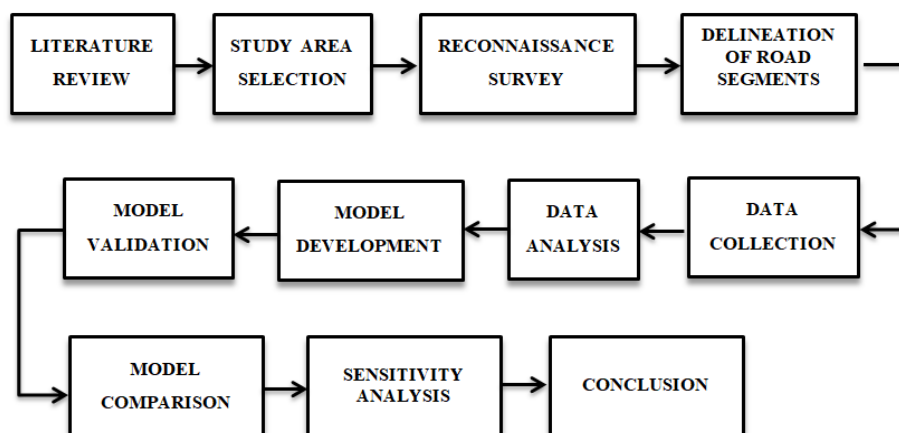 LITERATURE
REVIEW
STUDY AREA
SELECTION
RECONNAISSANCE
SURVEY
DELINEATION
OF ROAD
SEGMENTS
DATA
COLLECTION
DATA
ANALYSIS
MODEL
DEVELOPMENT
MODEL
VALIDATION
MODEL
COMPARISON
SENSITIVITY
ANALYSIS
CONCLUSION